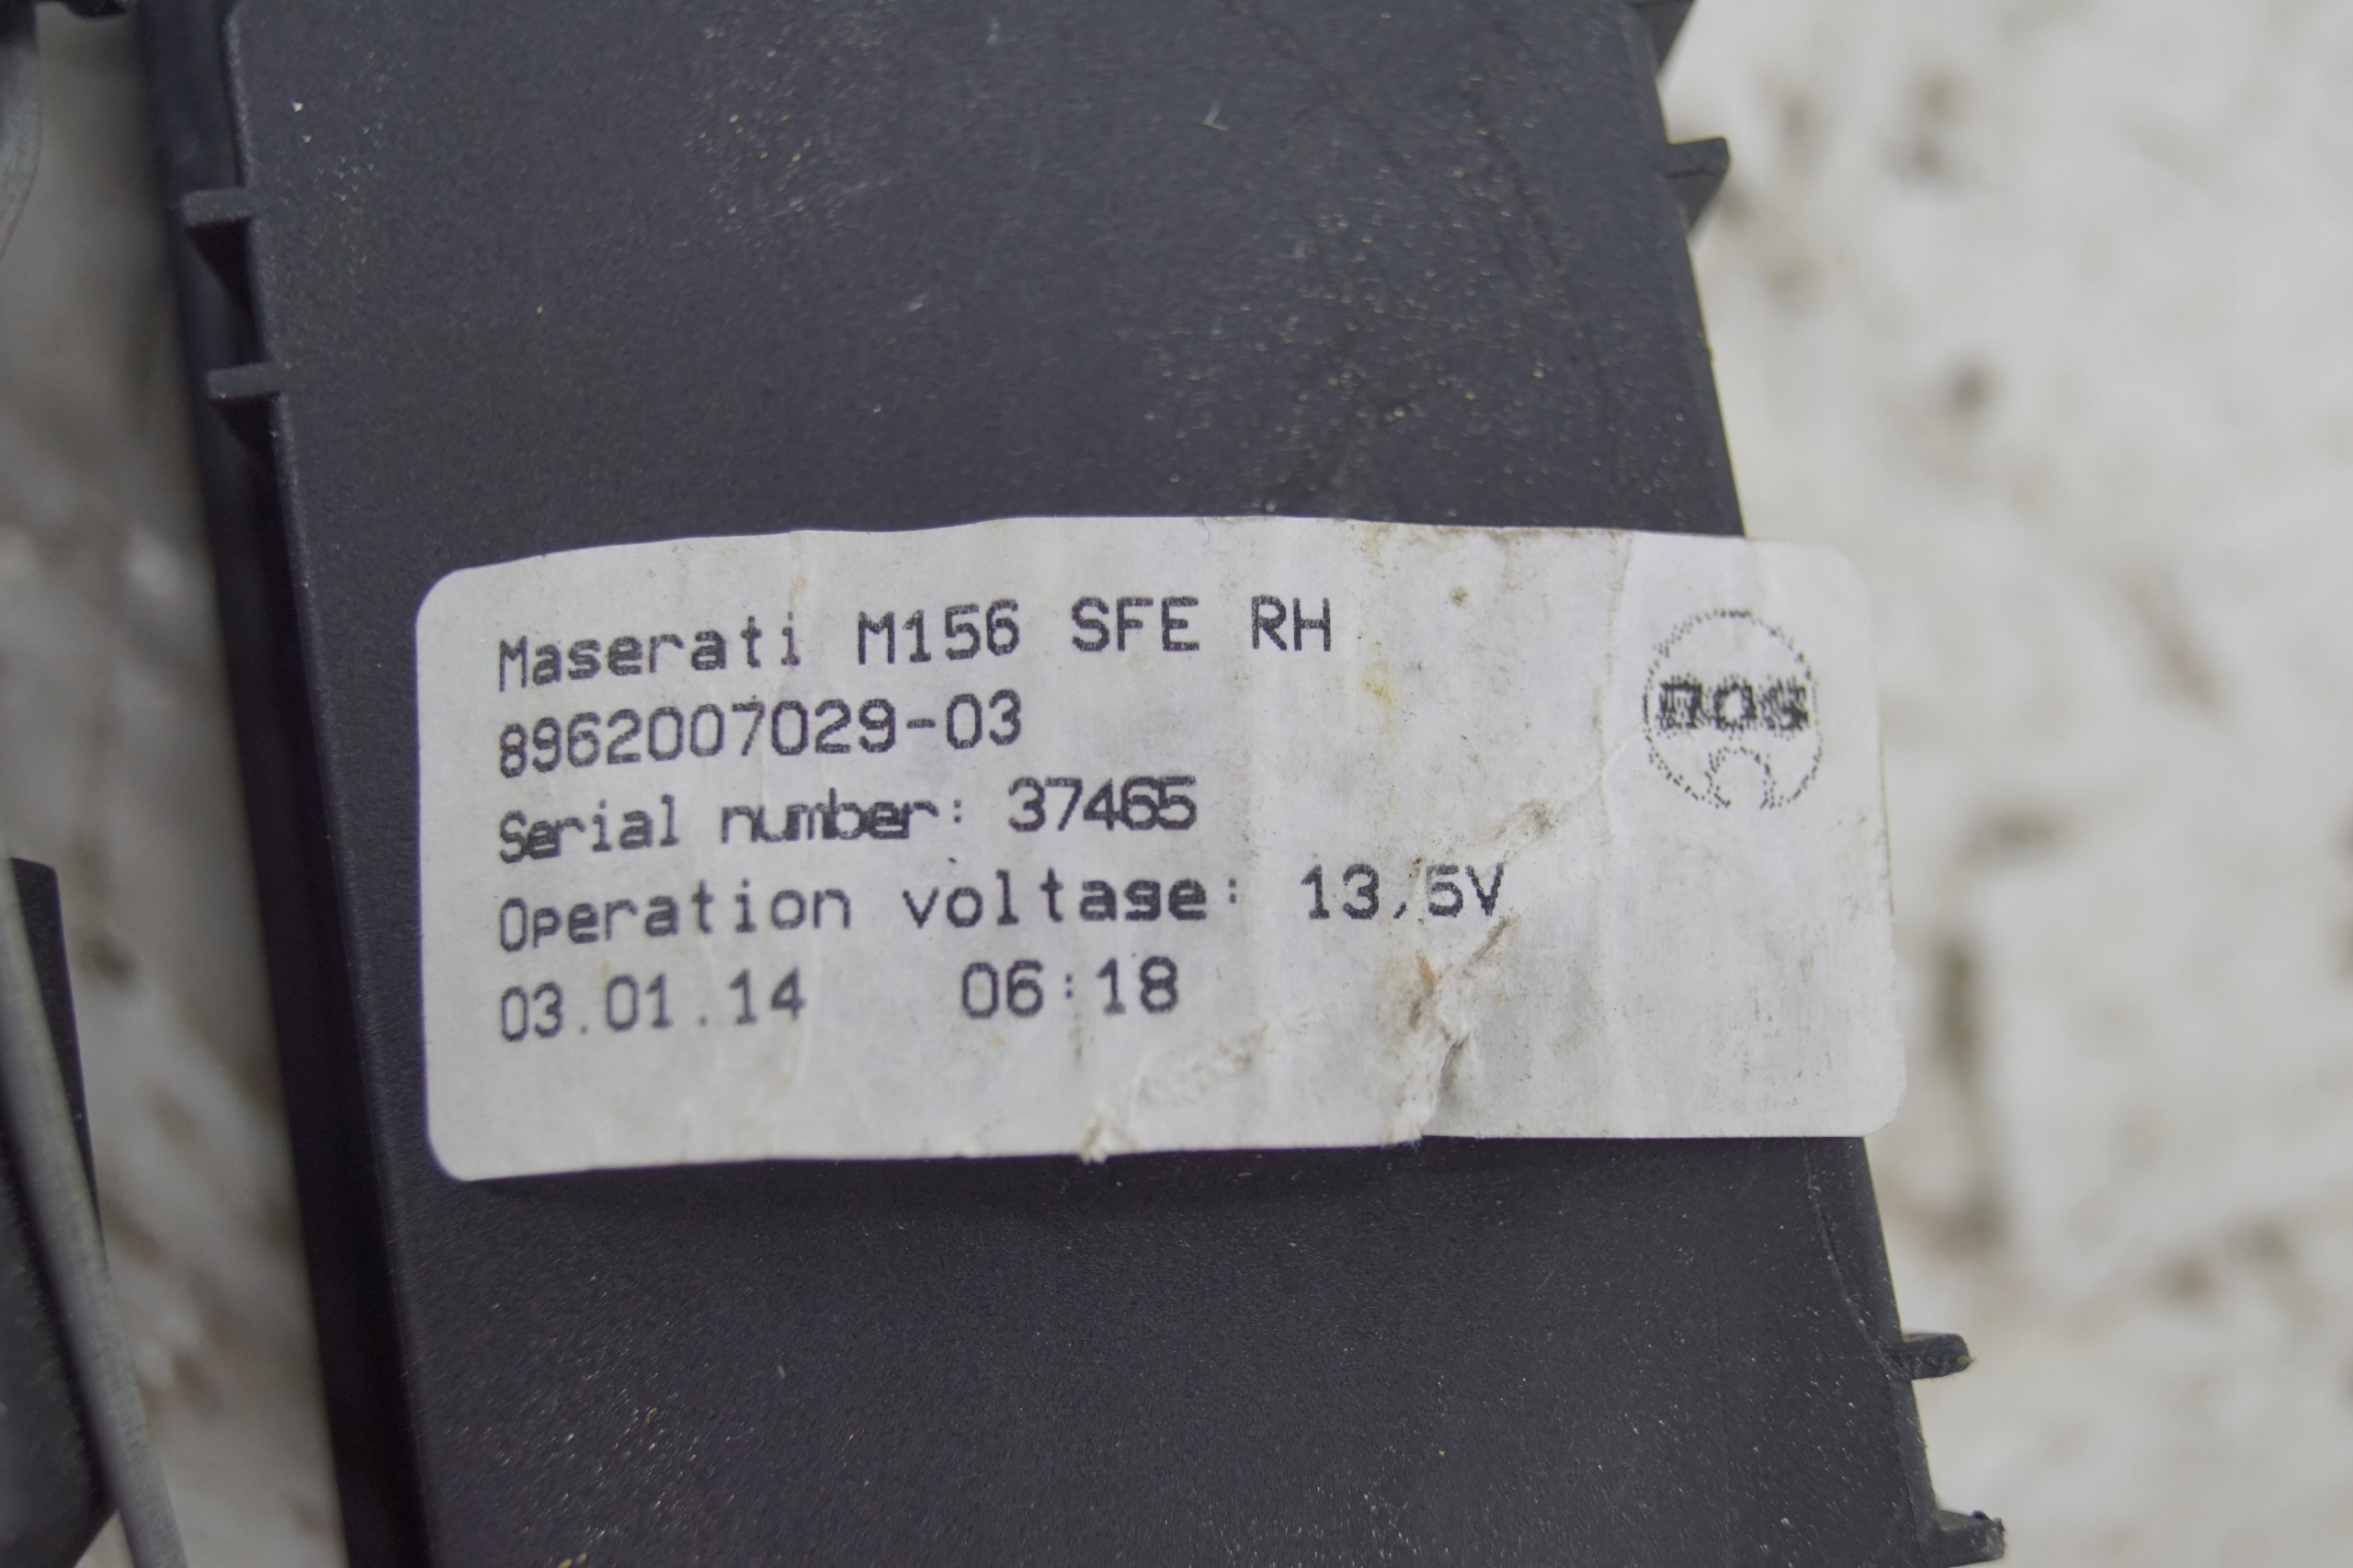 Maserati M156 SFE RH
8962007029-03
Serial number: 37465
Operation voltage: 13,5V
03.01.14 06:18